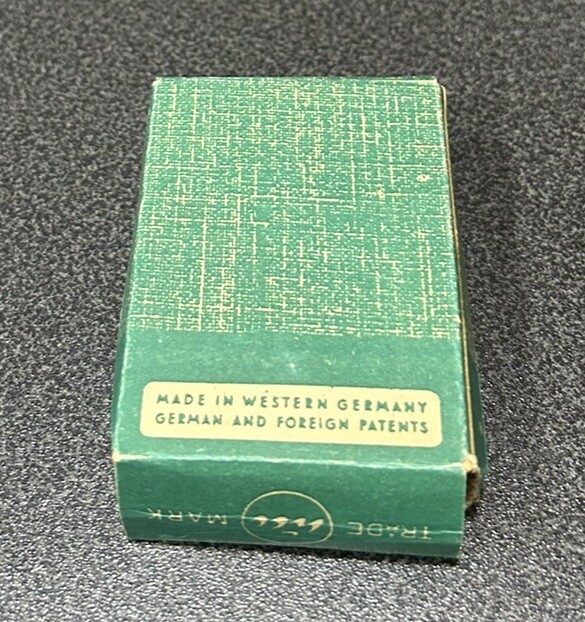 MADE IN WESTERN GERMANY
GERMAN AND FOREIGN PATENTS
TRADE MARK